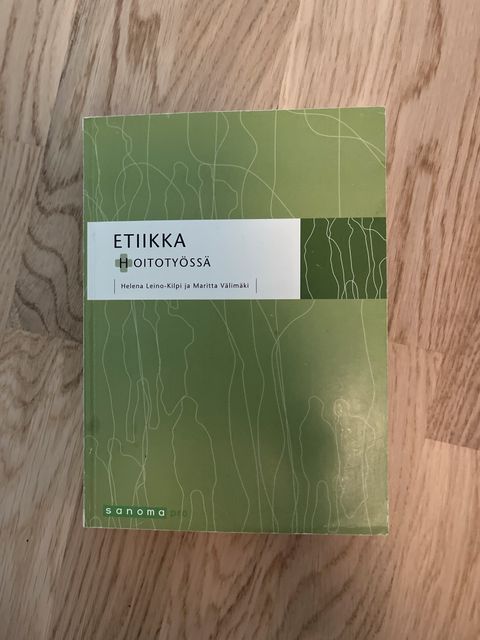 ETIIKKA
HOITOTYÖSSÄ
Helena Leino-Kilpi ja Maritta Välimäki
sanoma pro